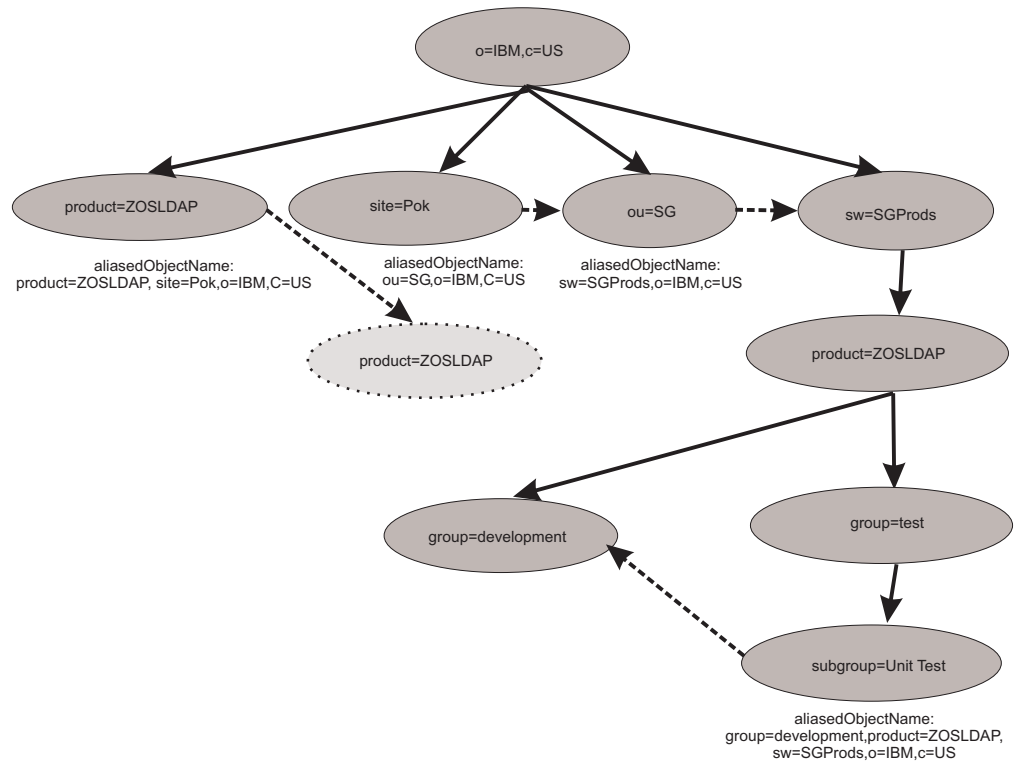 o=IBM,c=US
product=ZOSLDAP
site=Pok
ou=SG
sw=SGProds
aliasedObjectName:
product=ZOSLDAP, site=Pok,o=IBM,C=US
aliasedObjectName:
ou=SG,o=IBM,C=US
aliasedObjectName:
sw=SGProds,o=IBM,c=US
product=ZOSLDAP
product=ZOSLDAP
group=development
group=test
subgroup=Unit Test
aliasedObjectName:
group=development,product=ZOSLDAP,
sw=SGProds,o=IBM,c=US